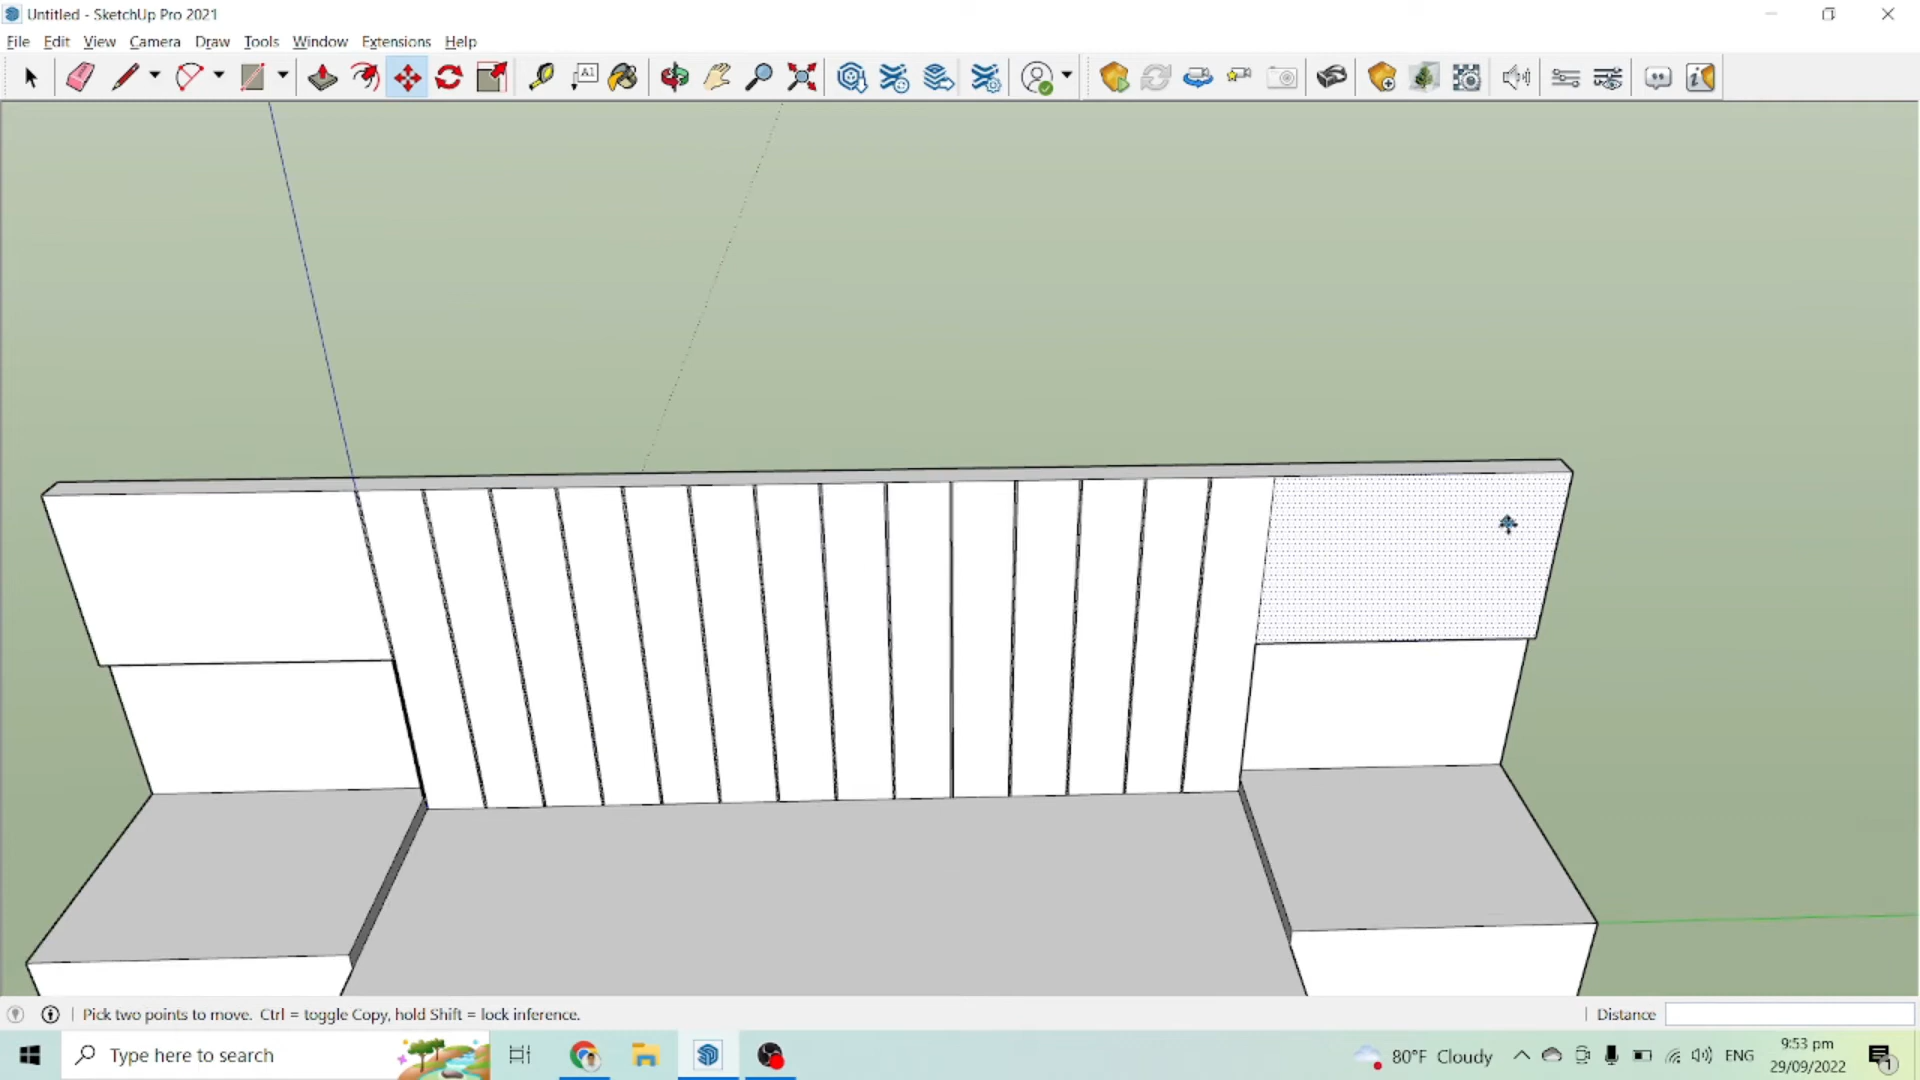 Untitled - SketchUp Pro 2021
File Edit View Camera Draw Tools Window Extensions Help
A1
Pick two points to move. Ctrl = toggle Copy, hold Shift = lock inference.
Distance
Type here to search
80°F Cloudy
ENG
9:53 pm
29/09/2022
1